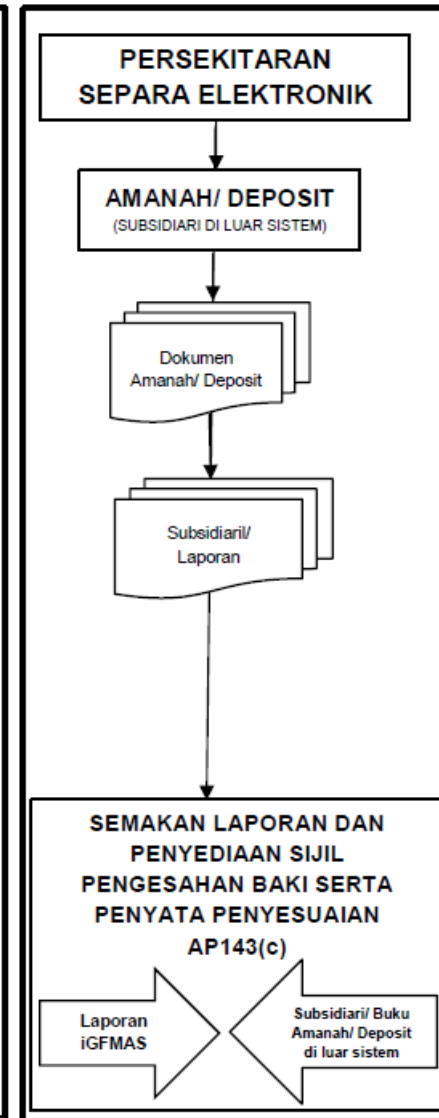 PERSEKITARAN
SEPARA ELEKTRONIK
AMANAH/ DEPOSIT
(SUBSIDIARI DI LUAR SISTEM)
Dokumen
Amanah/ Deposit
Subsidiaril/
Laporan
SEMAKAN LAPORAN DAN
PENYEDIAAN SIJIL
PENGESAHAN BAKI SERTA
PENYATA PENYESUAIAN
AP143(c)
Laporan
iGFMAS
Subsidiari/ Buku
Amanah/ Deposit
di luar sistem